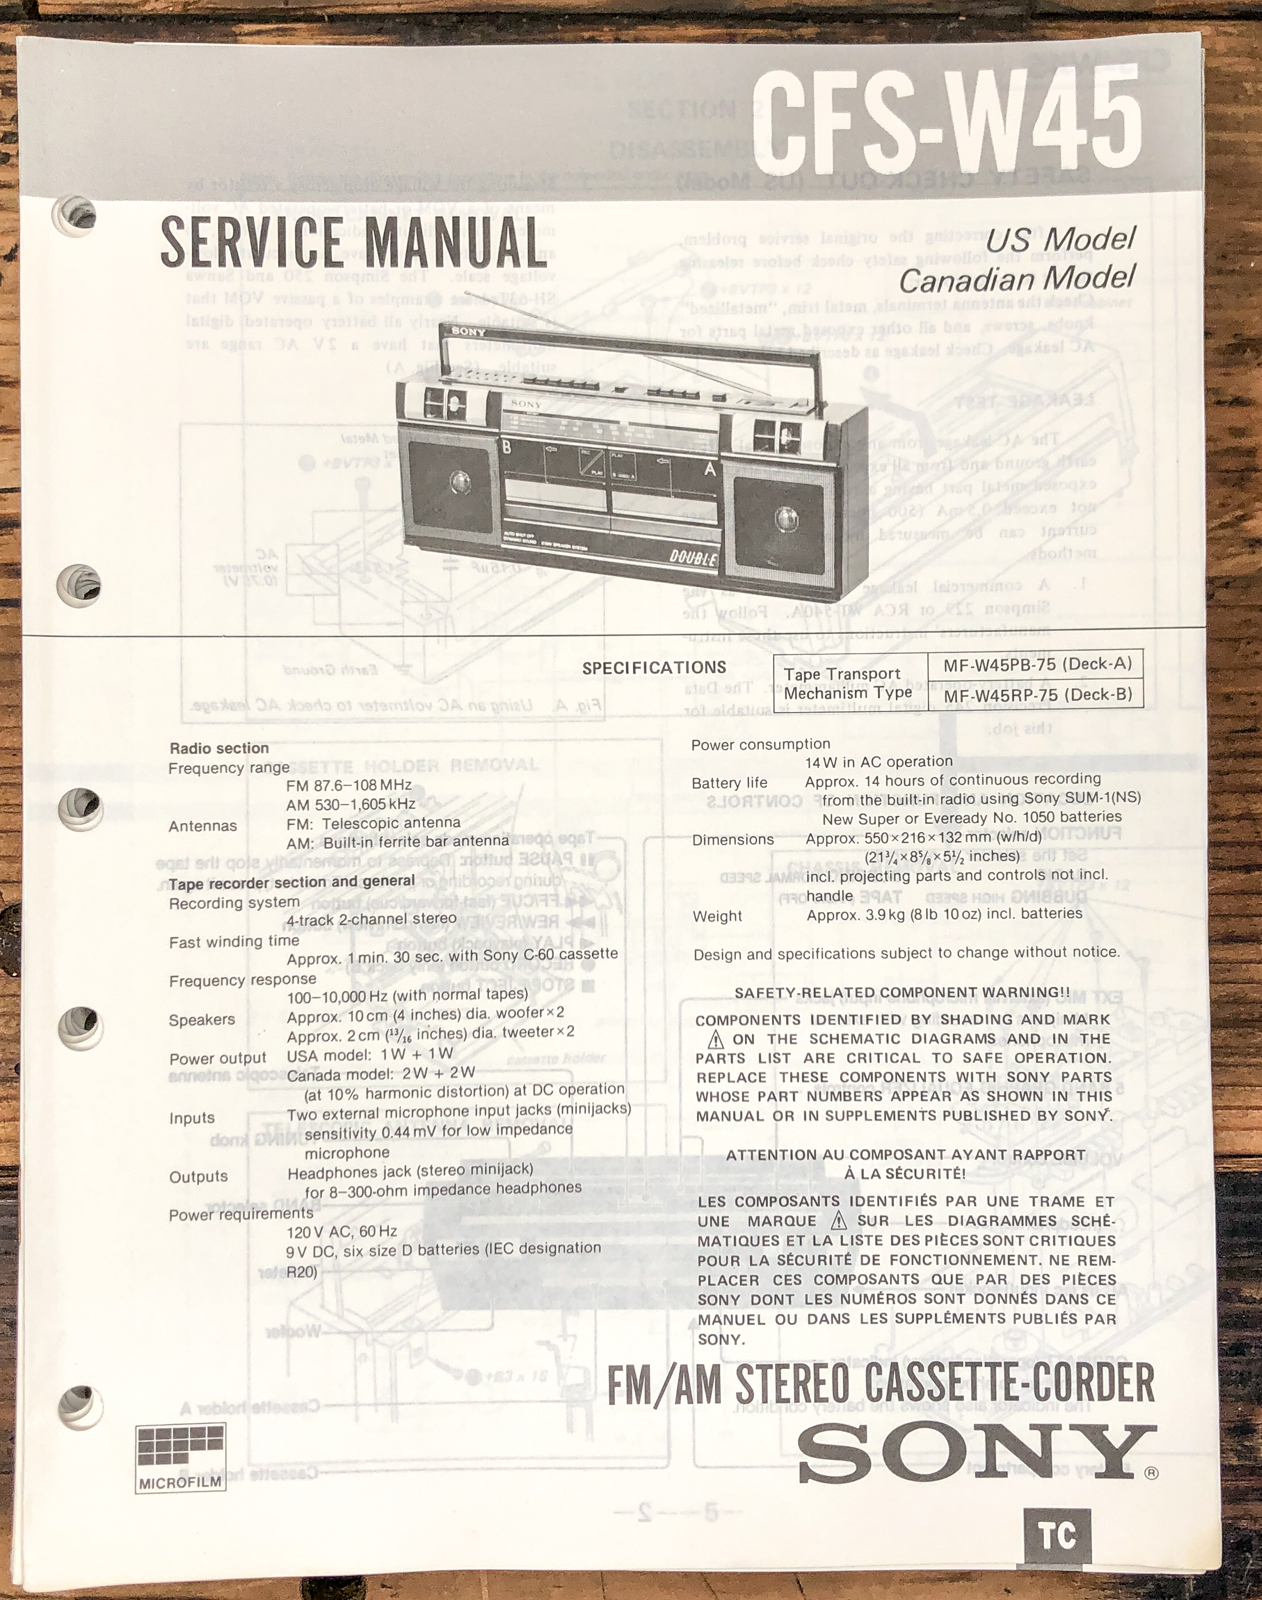 CFS-W45
SERVICE MANUAL
US Model
Canadian Model
SONY
SONY
B
A
DOUBLE
SPECIFICATIONS
Tape Transport
Mechanism Type
MF-W45PB-75 (Deck-A)
MF-W45RP-75 (Deck-B)
Radio section
Frequency range
FM 87.6–108 MHz
AM 530–1,605 kHz
Antennas FM: Telescopic antenna
AM: Built-in ferrite bar antenna
Tape recorder section and general
Recording system
4-track 2-channel stereo
Fast winding time
Approx. 1 min. 30 sec. with Sony C-60 cassette
Frequency response
100–10,000 Hz (with normal tapes)
Speakers Approx. 10 cm (4 inches) dia. woofer×2
Approx. 2 cm (13/16 inches) dia. tweeter×2
Power output USA model: 1 W + 1 W
Canada model: 2 W + 2 W
(at 10% harmonic distortion) at DC operation
Inputs Two external microphone input jacks (minijacks)
sensitivity 0.44 mV for low impedance
microphone
Outputs Headphones jack (stereo minijack)
for 8–300-ohm impedance headphones
Power requirements
120 V AC, 60 Hz
9 V DC, six size D batteries (IEC designation
R20)
Power consumption
14 W in AC operation
Battery life Approx. 14 hours of continuous recording
from the built-in radio using Sony SUM-1(NS)
New Super or Eveready No. 1050 batteries
Dimensions Approx. 550×216×132 mm (w/h/d)
(21 3/4×8 5/8×5 1/2 inches)
incl. projecting parts and controls not incl.
handle
Weight Approx. 3.9 kg (8 lb 10 oz) incl. batteries
Design and specifications subject to change without notice.
SAFETY-RELATED COMPONENT WARNING!!
COMPONENTS IDENTIFIED BY SHADING AND MARK
⚠ ON THE SCHEMATIC DIAGRAMS AND IN THE
PARTS LIST ARE CRITICAL TO SAFE OPERATION.
REPLACE THESE COMPONENTS WITH SONY PARTS
WHOSE PART NUMBERS APPEAR AS SHOWN IN THIS
MANUAL OR IN SUPPLEMENTS PUBLISHED BY SONY.
ATTENTION AU COMPOSANT AYANT RAPPORT
À LA SÉCURITÉ!
LES COMPOSANTS IDENTIFIÉS PAR UNE TRAME ET
UNE MARQUE ⚠ SUR LES DIAGRAMMES SCHÉ-
MATIQUES ET LA LISTE DES PIÈCES SONT CRITIQUES
POUR LA SÉCURITÉ DE FONCTIONNEMENT. NE REM-
PLACER CES COMPOSANTS QUE PAR DES PIÈCES
SONY DONT LES NUMÉROS SONT DONNÉS DANS CE
MANUEL OU DANS LES SUPPLÉMENTS PUBLIÉS PAR
SONY.
FM/AM STEREO CASSETTE-CORDER
SONY®
MICROFILM
TC